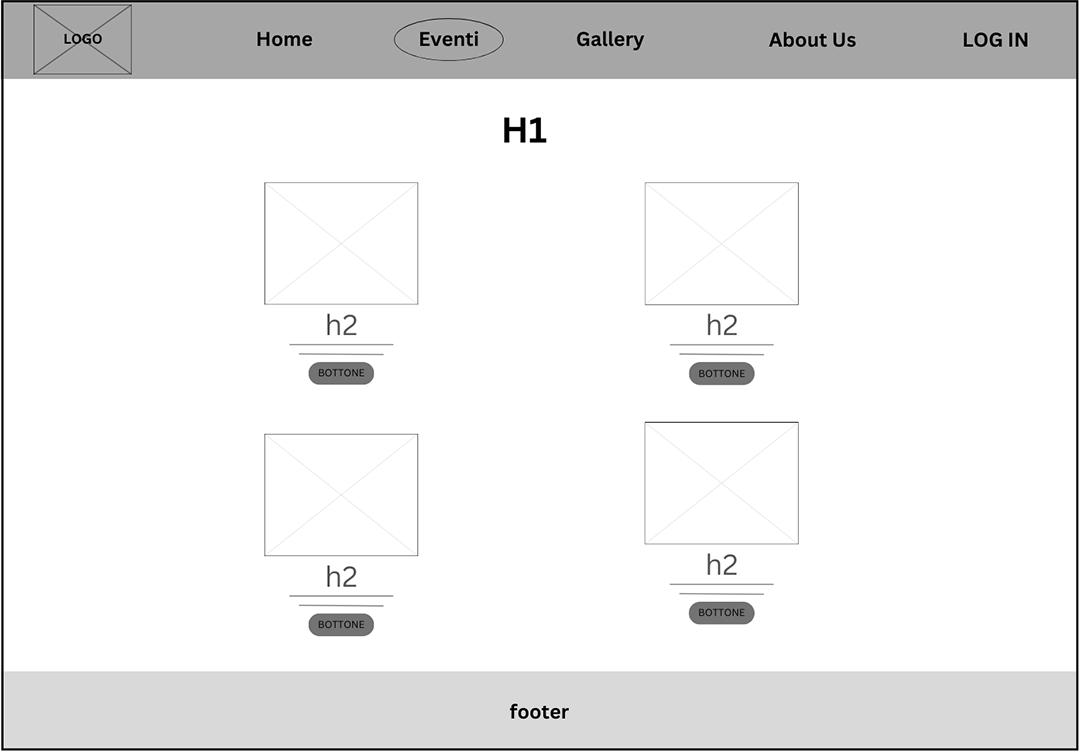 LOGO
Home
Eventi
Gallery
About Us
LOG IN
H1
h2
BOTTONE
h2
BOTTONE
h2
BOTTONE
h2
BOTTONE
footer